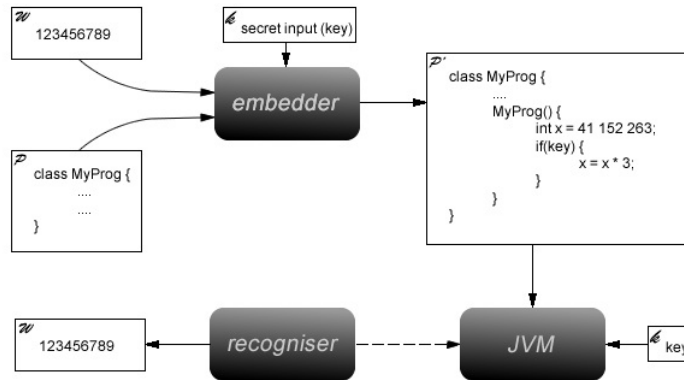 w
123456789
k
secret input (key)
embedder
P
class MyProg {
....
....
}
P'
class MyProg {
....
MyProg() {
int x = 41 152 263;
if(key) {
x = x * 3;
}
}
}
w
123456789
recogniser
JVM
k
key